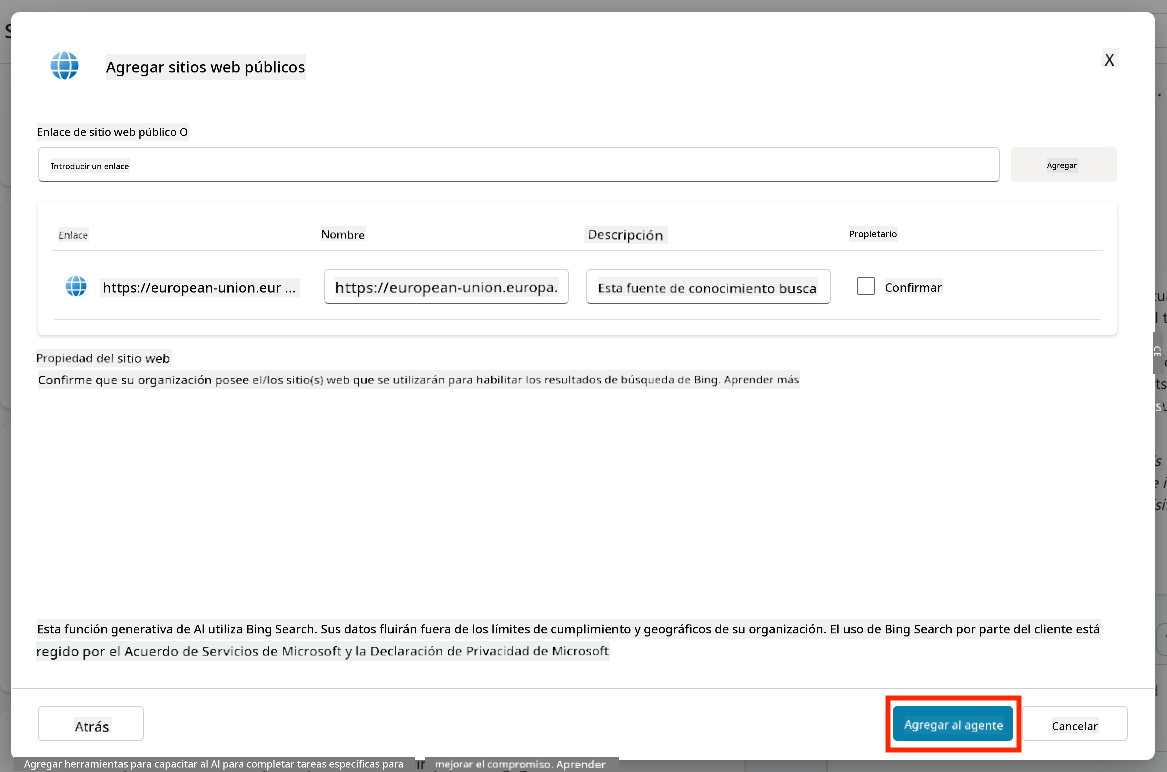 Agregar sitios web públicos
X
Enlace de sitio web público O
Introducir un enlace
Agregar
Enlace
Nombre
Descripción
Propietario
https://european-union.eur ...
https://european-union.europa.
Esta fuente de conocimiento busca
Confirmar
Propiedad del sitio web
Confirme que su organización posee el/los sitio(s) web que se utilizarán para habilitar los resultados de búsqueda de Bing. Aprender más
Esta función generativa de AI utiliza Bing Search. Sus datos fluirán fuera de los límites de cumplimiento y geográficos de su organización. El uso de Bing Search por parte del cliente está
regido por el Acuerdo de Servicios de Microsoft y la Declaración de Privacidad de Microsoft
Atrás
Agregar al agente
Cancelar
Agregar herramientas para capacitar al AI para completar tareas específicas para
mejorar el compromiso. Aprender